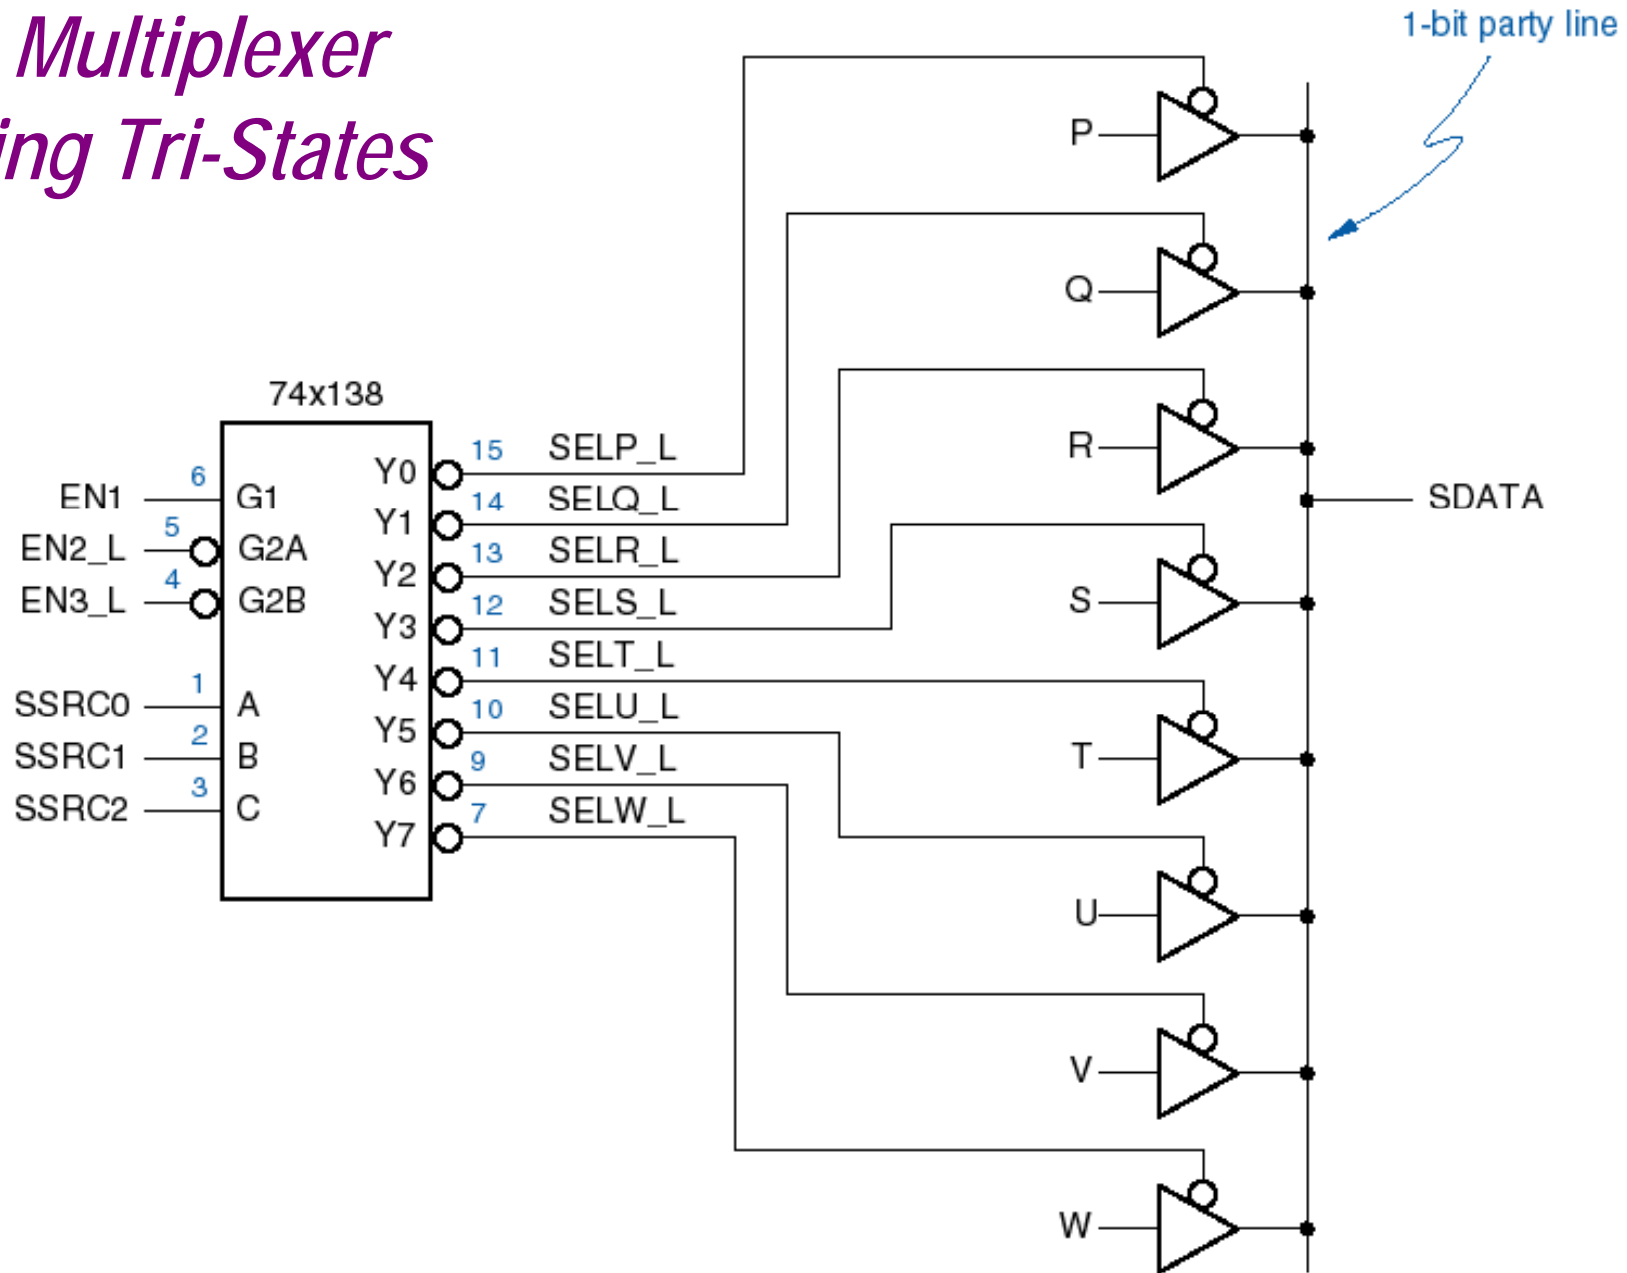 Multiplexer
ing Tri-States
1-bit party line
P
Q
R
S
T
U
V
W
SDATA
74x138
EN1 6 G1
EN2_L 5 G2A
EN3_L 4 G2B
SSRC0 1 A
SSRC1 2 B
SSRC2 3 C
Y0 15 SELP_L
Y1 14 SELQ_L
Y2 13 SELR_L
Y3 12 SELS_L
Y4 11 SELT_L
Y5 10 SELU_L
Y6 9 SELV_L
Y7 7 SELW_L